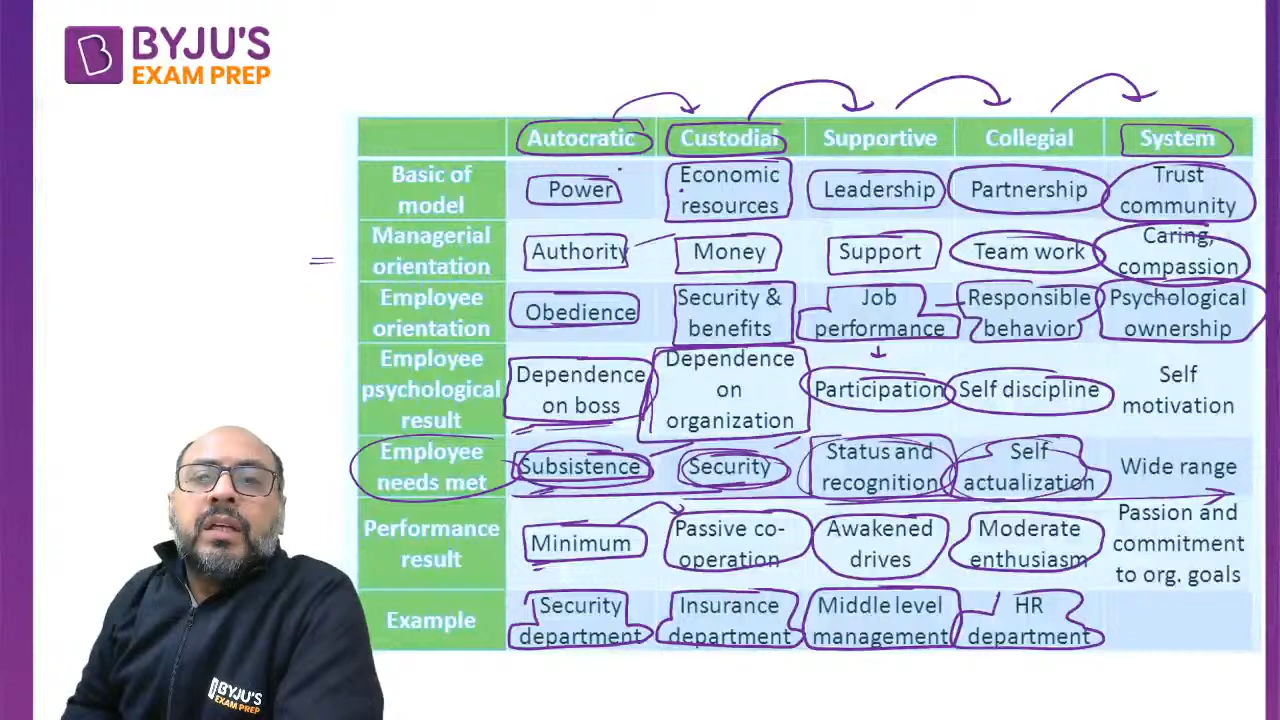 BYJU'S
EXAM PREP
Autocratic Custodial Supportive Collegial System
Basic of model Power Economic resources Leadership Partnership Trust community
Managerial orientation Authority Money Support Team work Caring, compassion
Employee orientation Obedience Security & benefits Job performance Responsible behavior Psychological ownership
Employee psychological result Dependence on boss Dependence on organization Participation Self discipline Self motivation
Employee needs met Subsistence Security Status and recognition Self actualization Wide range
Performance result Minimum Passive co-operation Awakened drives Moderate enthusiasm Passion and commitment to org. goals
Example Security department Insurance department Middle level management HR department
BYJU'S
EXAM PREP